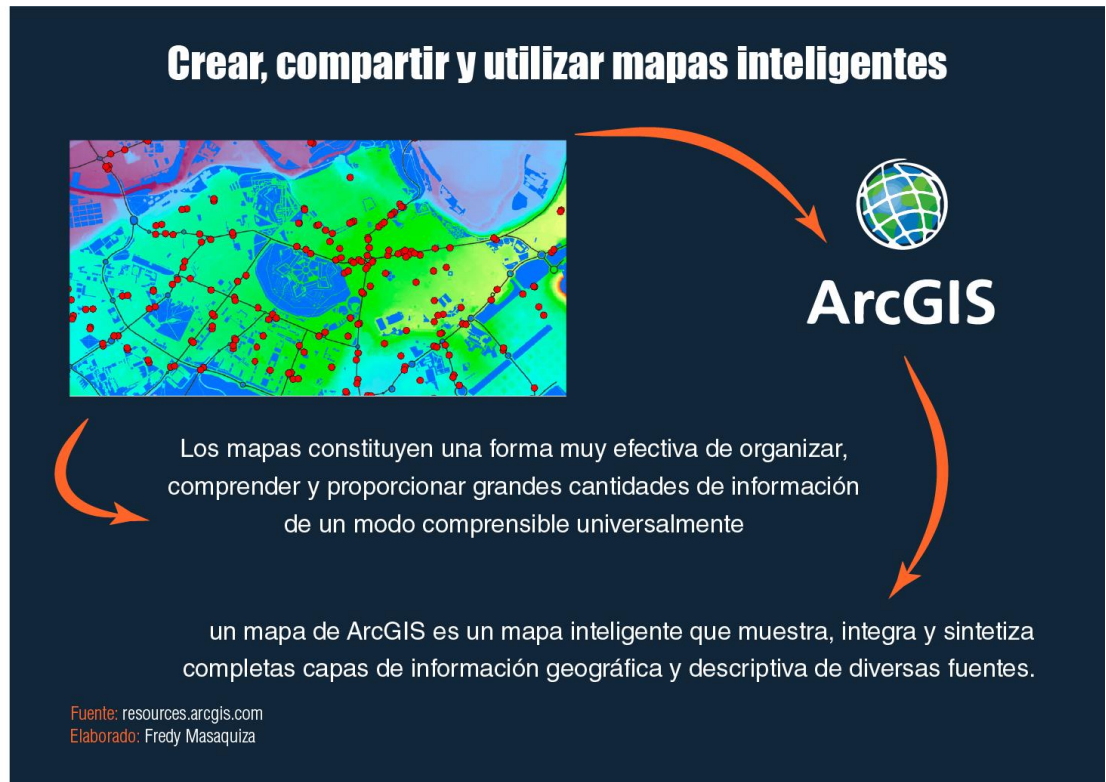 Crear, compartir y utilizar mapas inteligentes
ArcGIS
Los mapas constituyen una forma muy efectiva de organizar,
comprender y proporcionar grandes cantidades de información
de un modo comprensible universalmente
un mapa de ArcGIS es un mapa inteligente que muestra, integra y sintetiza
completas capas de información geográfica y descriptiva de diversas fuentes.
Fuente: resources.arcgis.com
Elaborado: Fredy Masaquiza